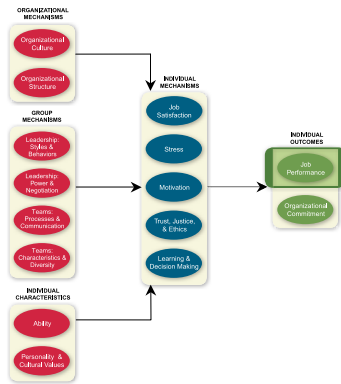 ORGANIZATIONAL
MECHANISMS
Organizational
Culture
Organizational
Structure
GROUP
MECHANISMS
Leadership:
Styles &
Behaviors
Leadership:
Power &
Negotiation
Teams:
Processes &
Communication
Teams:
Characteristics &
Diversity
INDIVIDUAL
CHARACTERISTICS
Ability
Personality &
Cultural Values
INDIVIDUAL
MECHANISMS
Job
Satisfaction
Stress
Motivation
Trust, Justice,
& Ethics
Learning &
Decision Making
INDIVIDUAL
OUTCOMES
Job
Performance
Organizational
Commitment